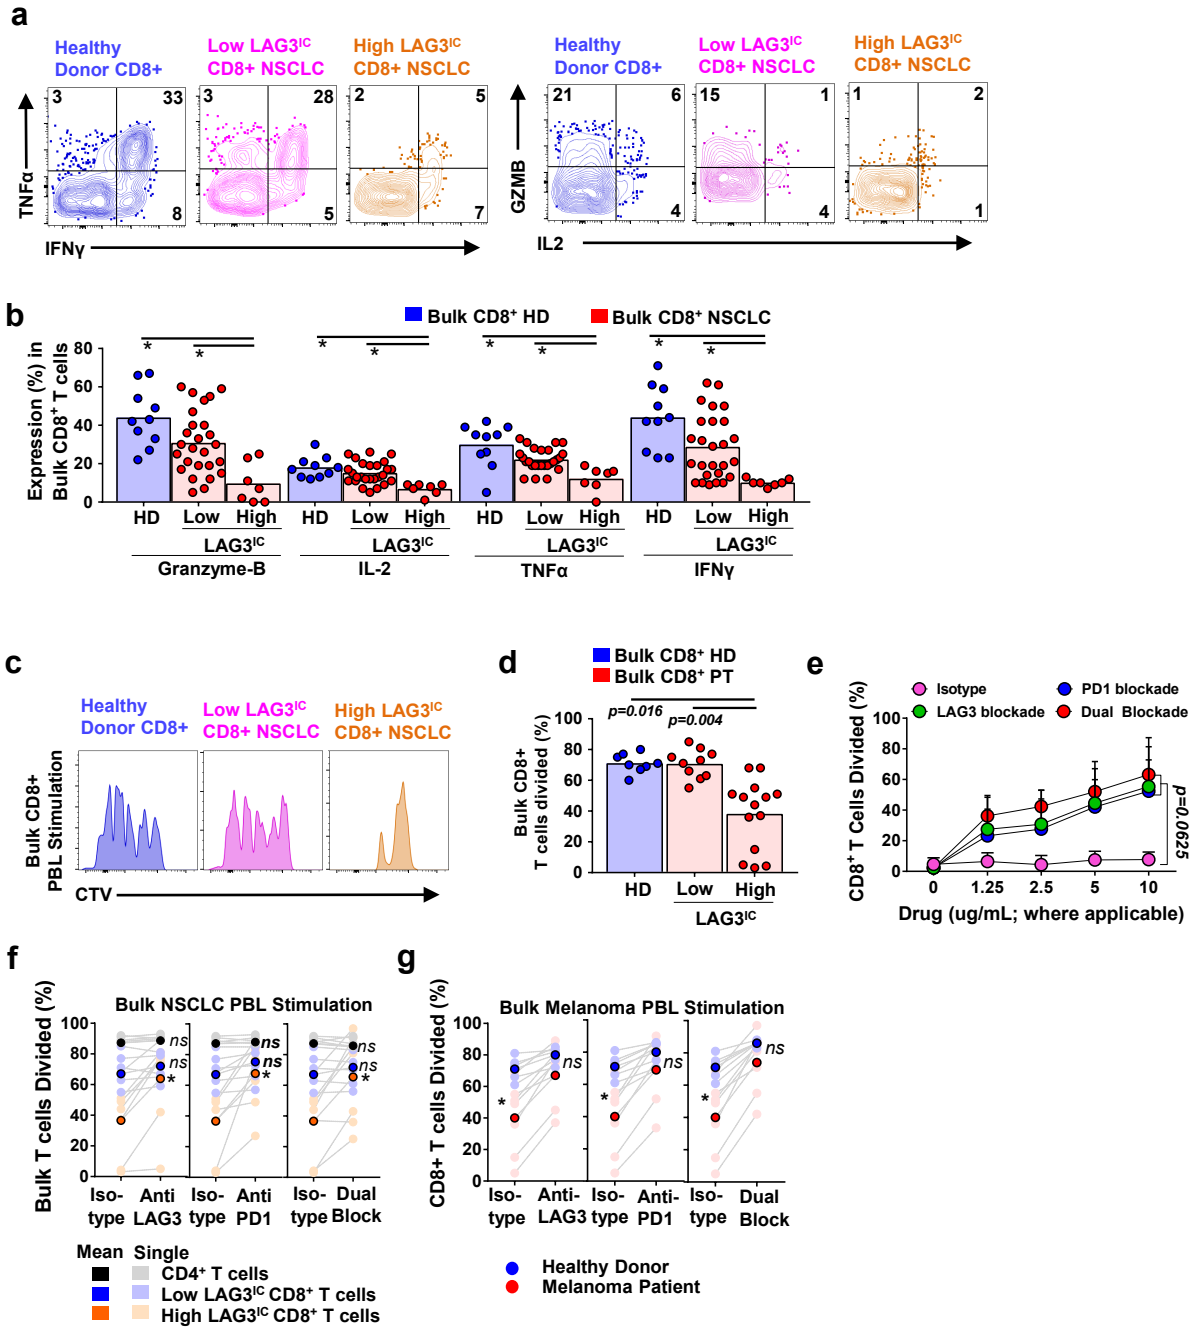 a
Healthy
Donor CD8+
Low LAG3IC
CD8+ NSCLC
High LAG3IC
CD8+ NSCLC
Healthy
Donor CD8+
Low LAG3IC
CD8+ NSCLC
High LAG3IC
CD8+ NSCLC
3 33
8
3 28
5
2 5
7
21 6
4
15 1
4
1 2
1
TNFα
IFNγ
GZMB
IL2
b
Bulk CD8+ HD
Bulk CD8+ NSCLC
Expression (%) in
Bulk CD8+ T cells
80
60
40
20
0
* * * * * * * *
HD Low High HD Low High HD Low High HD Low High
LAG3IC LAG3IC LAG3IC LAG3IC
Granzyme-B IL-2 TNFα IFNγ
c
Healthy
Donor CD8+
Low LAG3IC
CD8+ NSCLC
High LAG3IC
CD8+ NSCLC
Bulk CD8+
PBL Stimulation
CTV
d
Bulk CD8+ HD
Bulk CD8+ PT
p=0.016 p=0.004
Bulk CD8+
T cells divided (%)
100
80
60
40
20
0
HD Low High
LAG3IC
e
Isotype
PD1 blockade
LAG3 blockade
Dual Blockade
CD8+ T Cells Divided (%)
100
80
60
40
20
0
p=0.0625
0 1.25 2.5 5 10
Drug (ug/mL; where applicable)
f
Bulk NSCLC PBL Stimulation
Bulk T cells Divided (%)
100
80
60
40
20
0
ns
ns
*
ns
ns
*
ns
ns
*
Iso-
type
Anti
LAG3
Iso-
type
Anti
PD1
Iso-
type
Dual
Block
Mean Single
CD4+ T cells
Low LAG3IC CD8+ T cells
High LAG3IC CD8+ T cells
g
Bulk Melanoma PBL Stimulation
CD8+ T cells Divided (%)
100
80
60
40
20
0
* ns
* ns
* ns
Iso-
type
Anti-
LAG3
Iso-
type
Anti-
PD1
Iso-
type
Dual
Block
Healthy Donor
Melanoma Patient